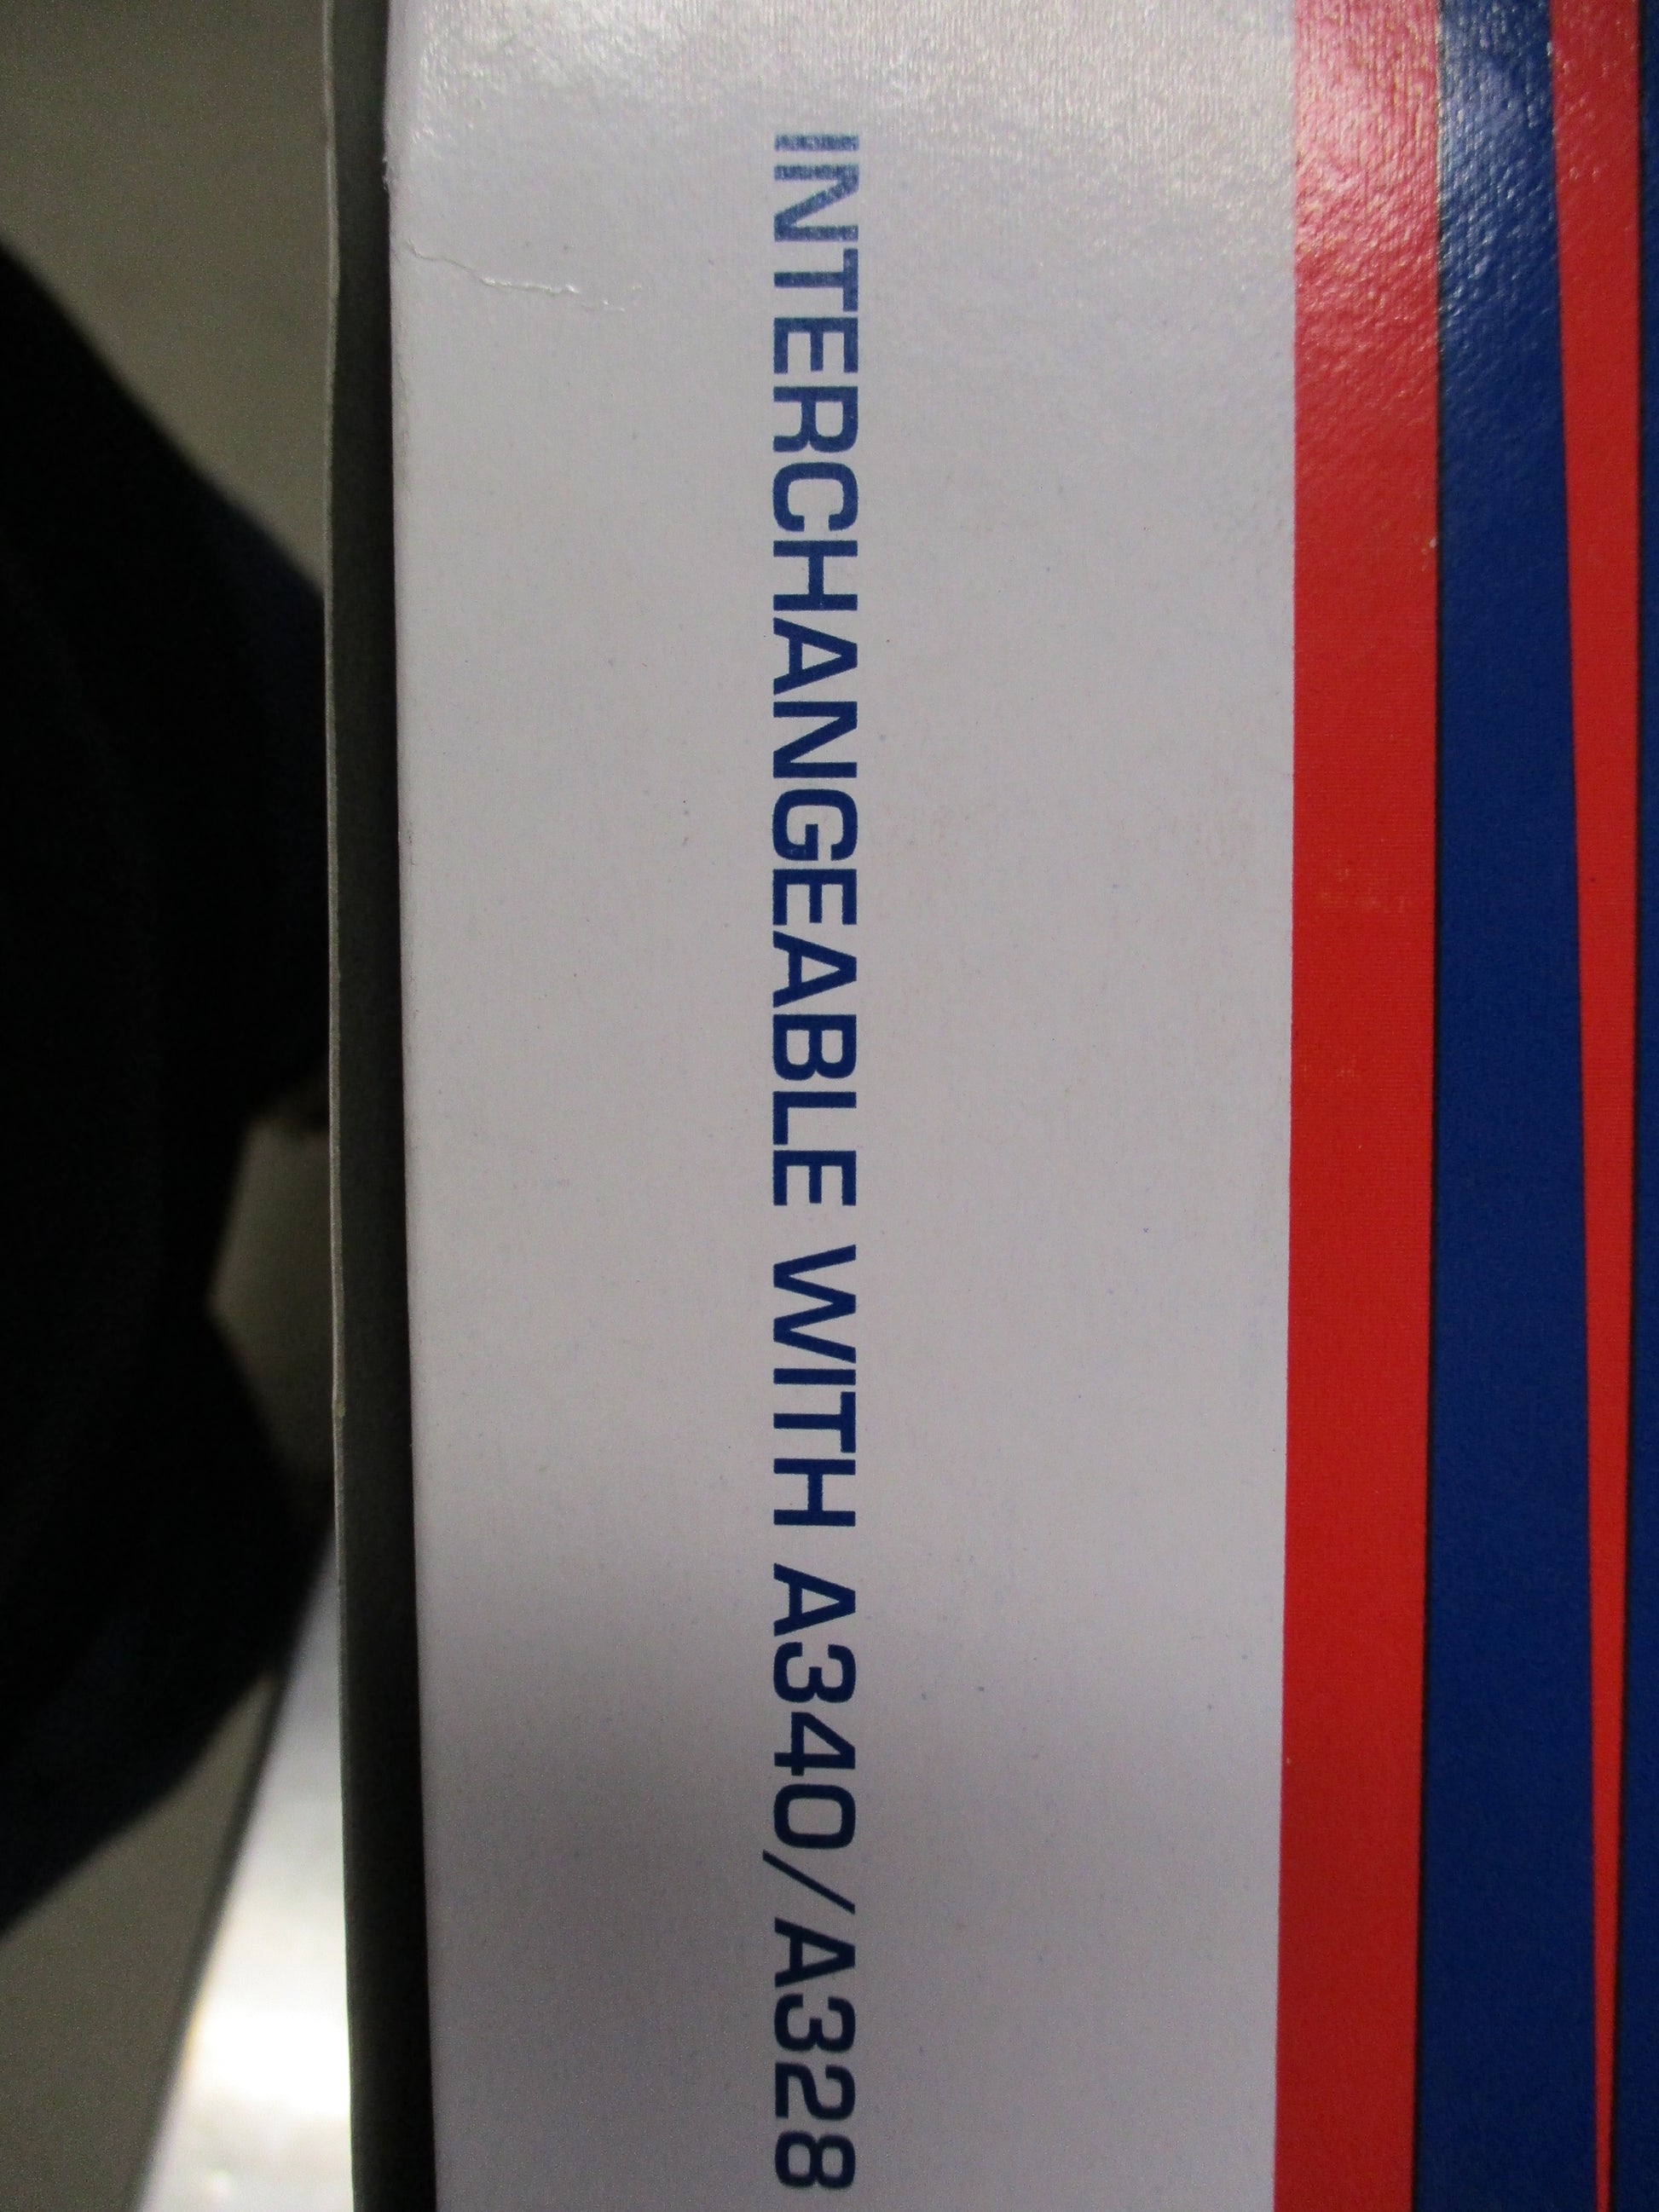 INTERCHANGEABLE WITH A340/A328